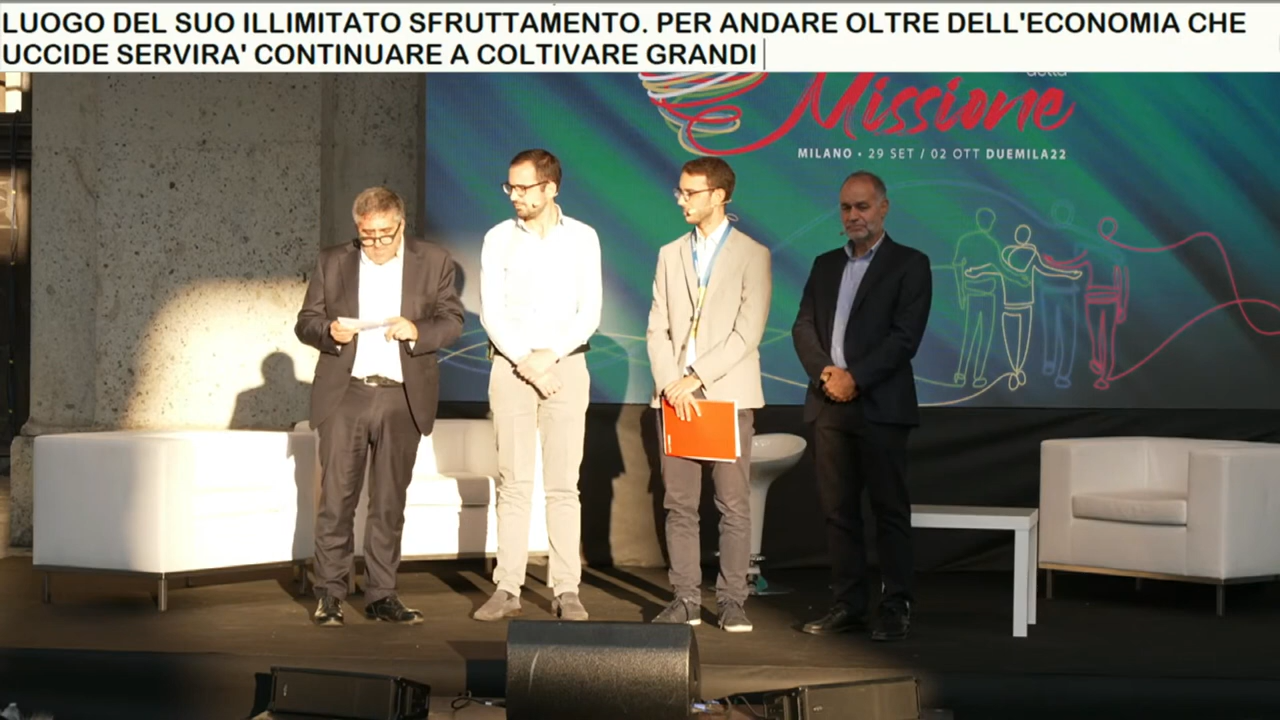 LUOGO DEL SUO ILLIMITATO SFRUTTAMENTO. PER ANDARE OLTRE DELL'ECONOMIA CHE
UCCIDE SERVIRA' CONTINUARE A COLTIVARE GRANDI
della
Missione
MILANO • 29 SET / 02 OTT DUEMILA22